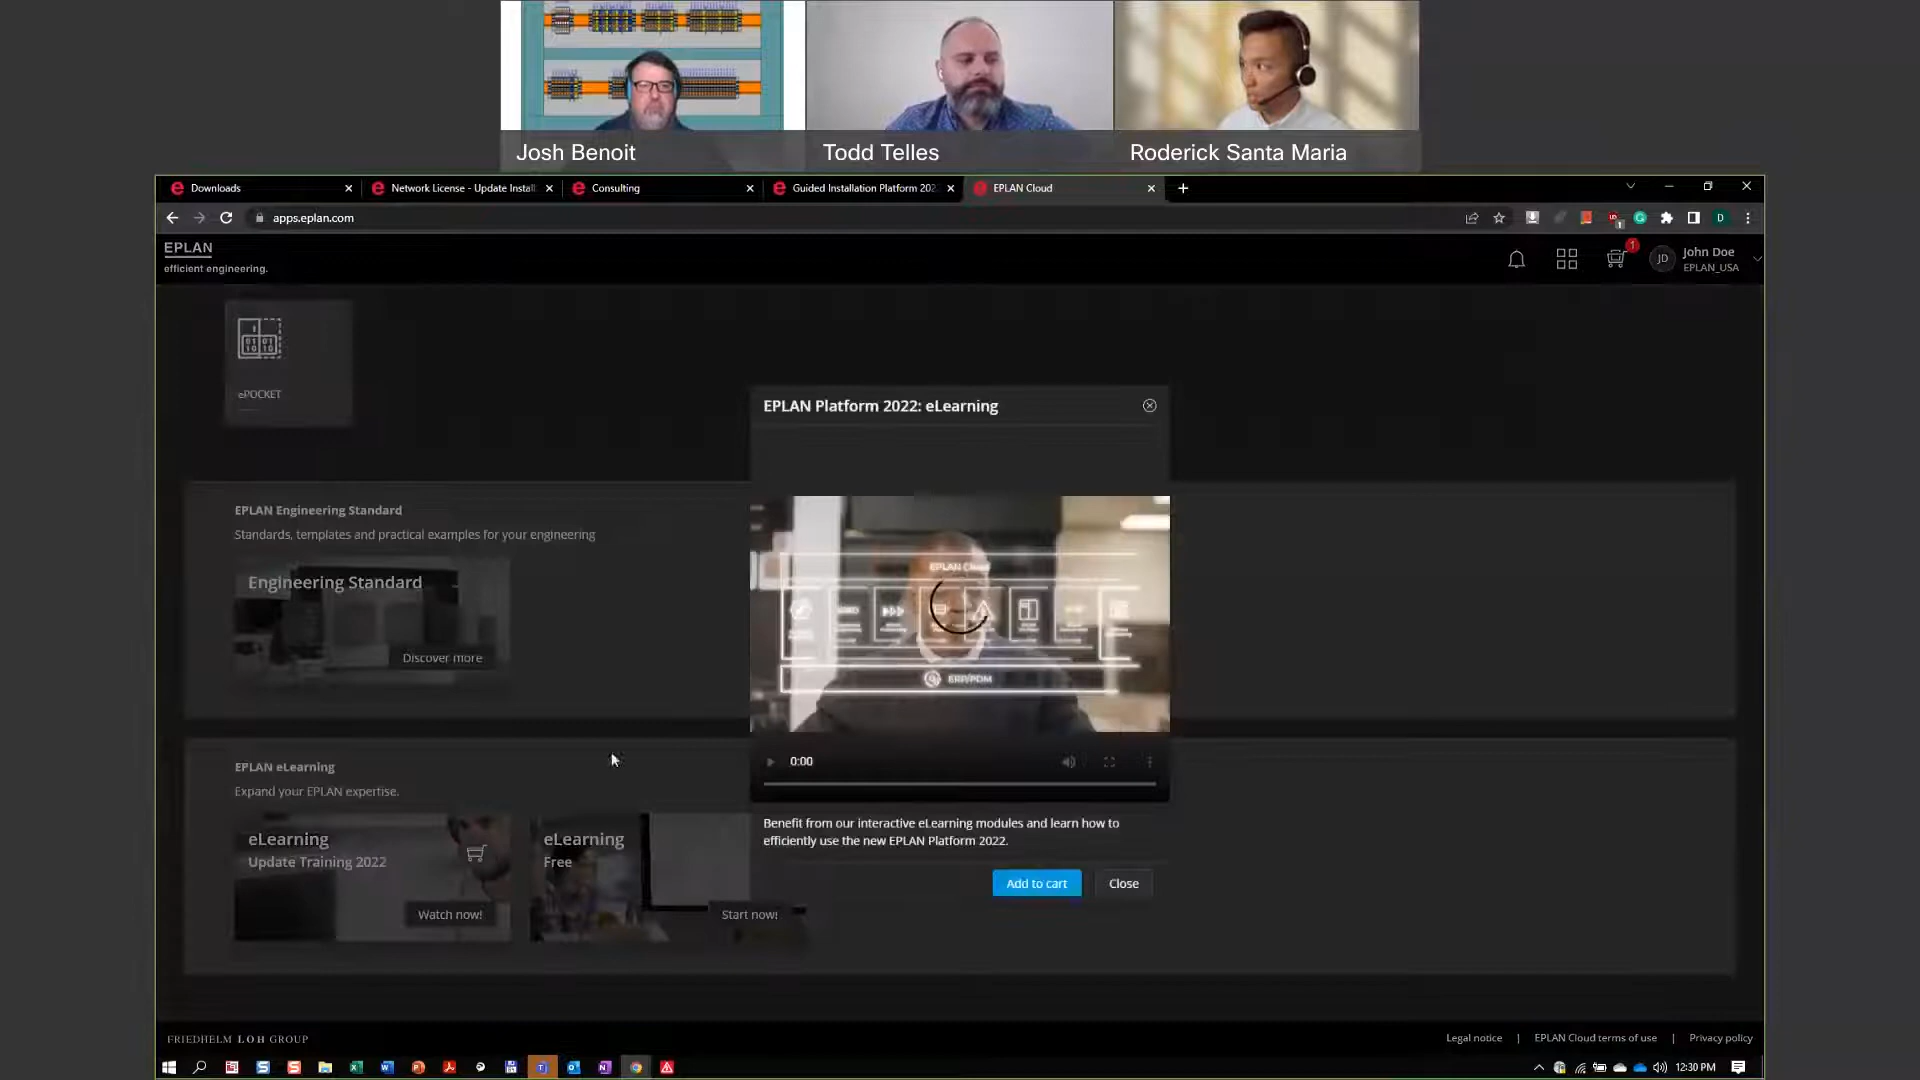 Josh Benoit
Todd Telles
Roderick Santa Maria
Downloads
Network License - Update Instal
Consulting
Guided Installation Platform 202
EPLAN Cloud
apps.eplan.com
D
EPLAN
efficient engineering.
1
JD
John Doe
EPLAN_USA
ePOCKET
EPLAN Platform 2022: eLearning
EPLAN Engineering Standard
Standards, templates and practical examples for your engineering
Engineering Standard
Discover more
ERP/PDM
0:00
EPLAN eLearning
Expand your EPLAN expertise.
eLearning
Update Training 2022
Watch now!
eLearning
Free
Start now!
Benefit from our interactive eLearning modules and learn how to
efficiently use the new EPLAN Platform 2022.
Add to cart
Close
FRIEDHELM LOH GROUP
Legal notice | EPLAN Cloud terms of use | Privacy policy
12:30 PM